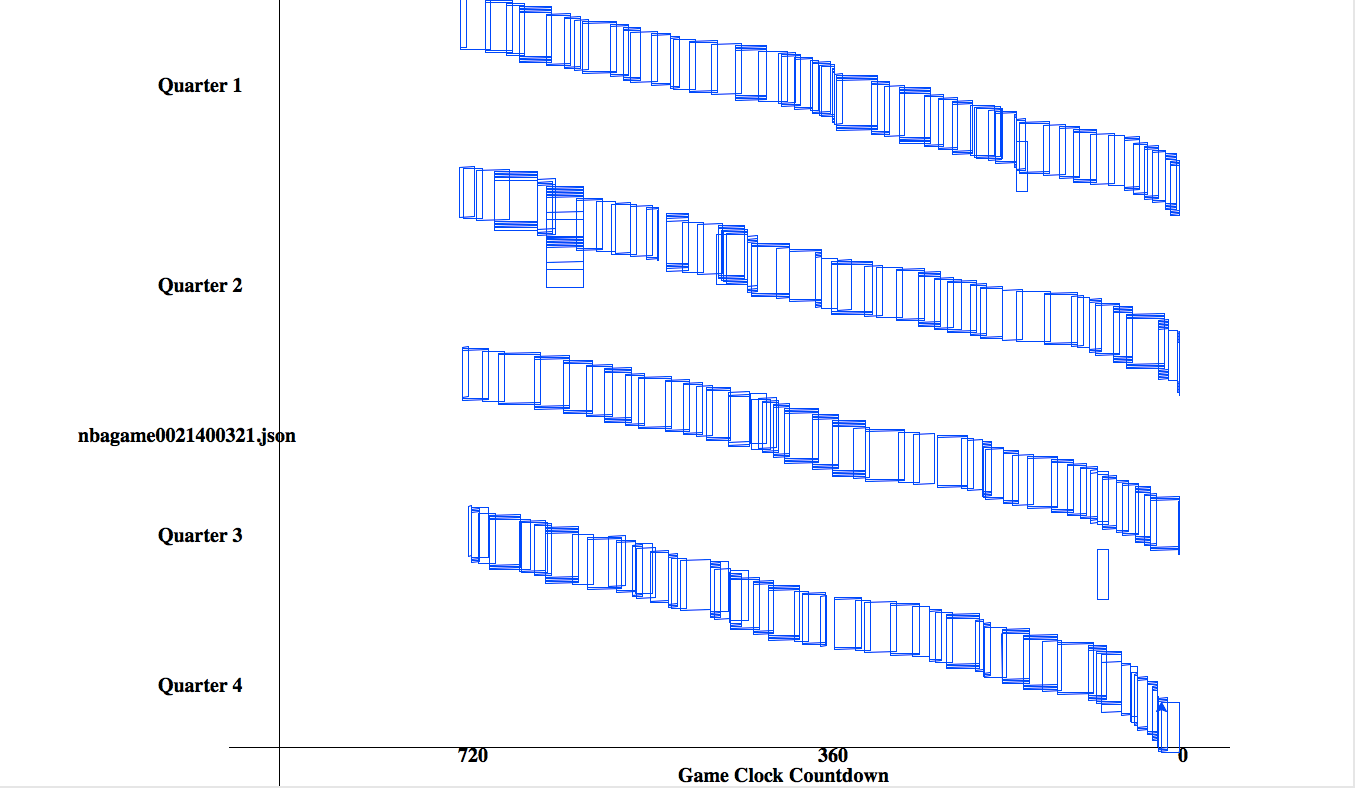 Quarter 1
Quarter 2
nbagame0021400321.json
Quarter 3
Quarter 4
720 360 0
Game Clock Countdown